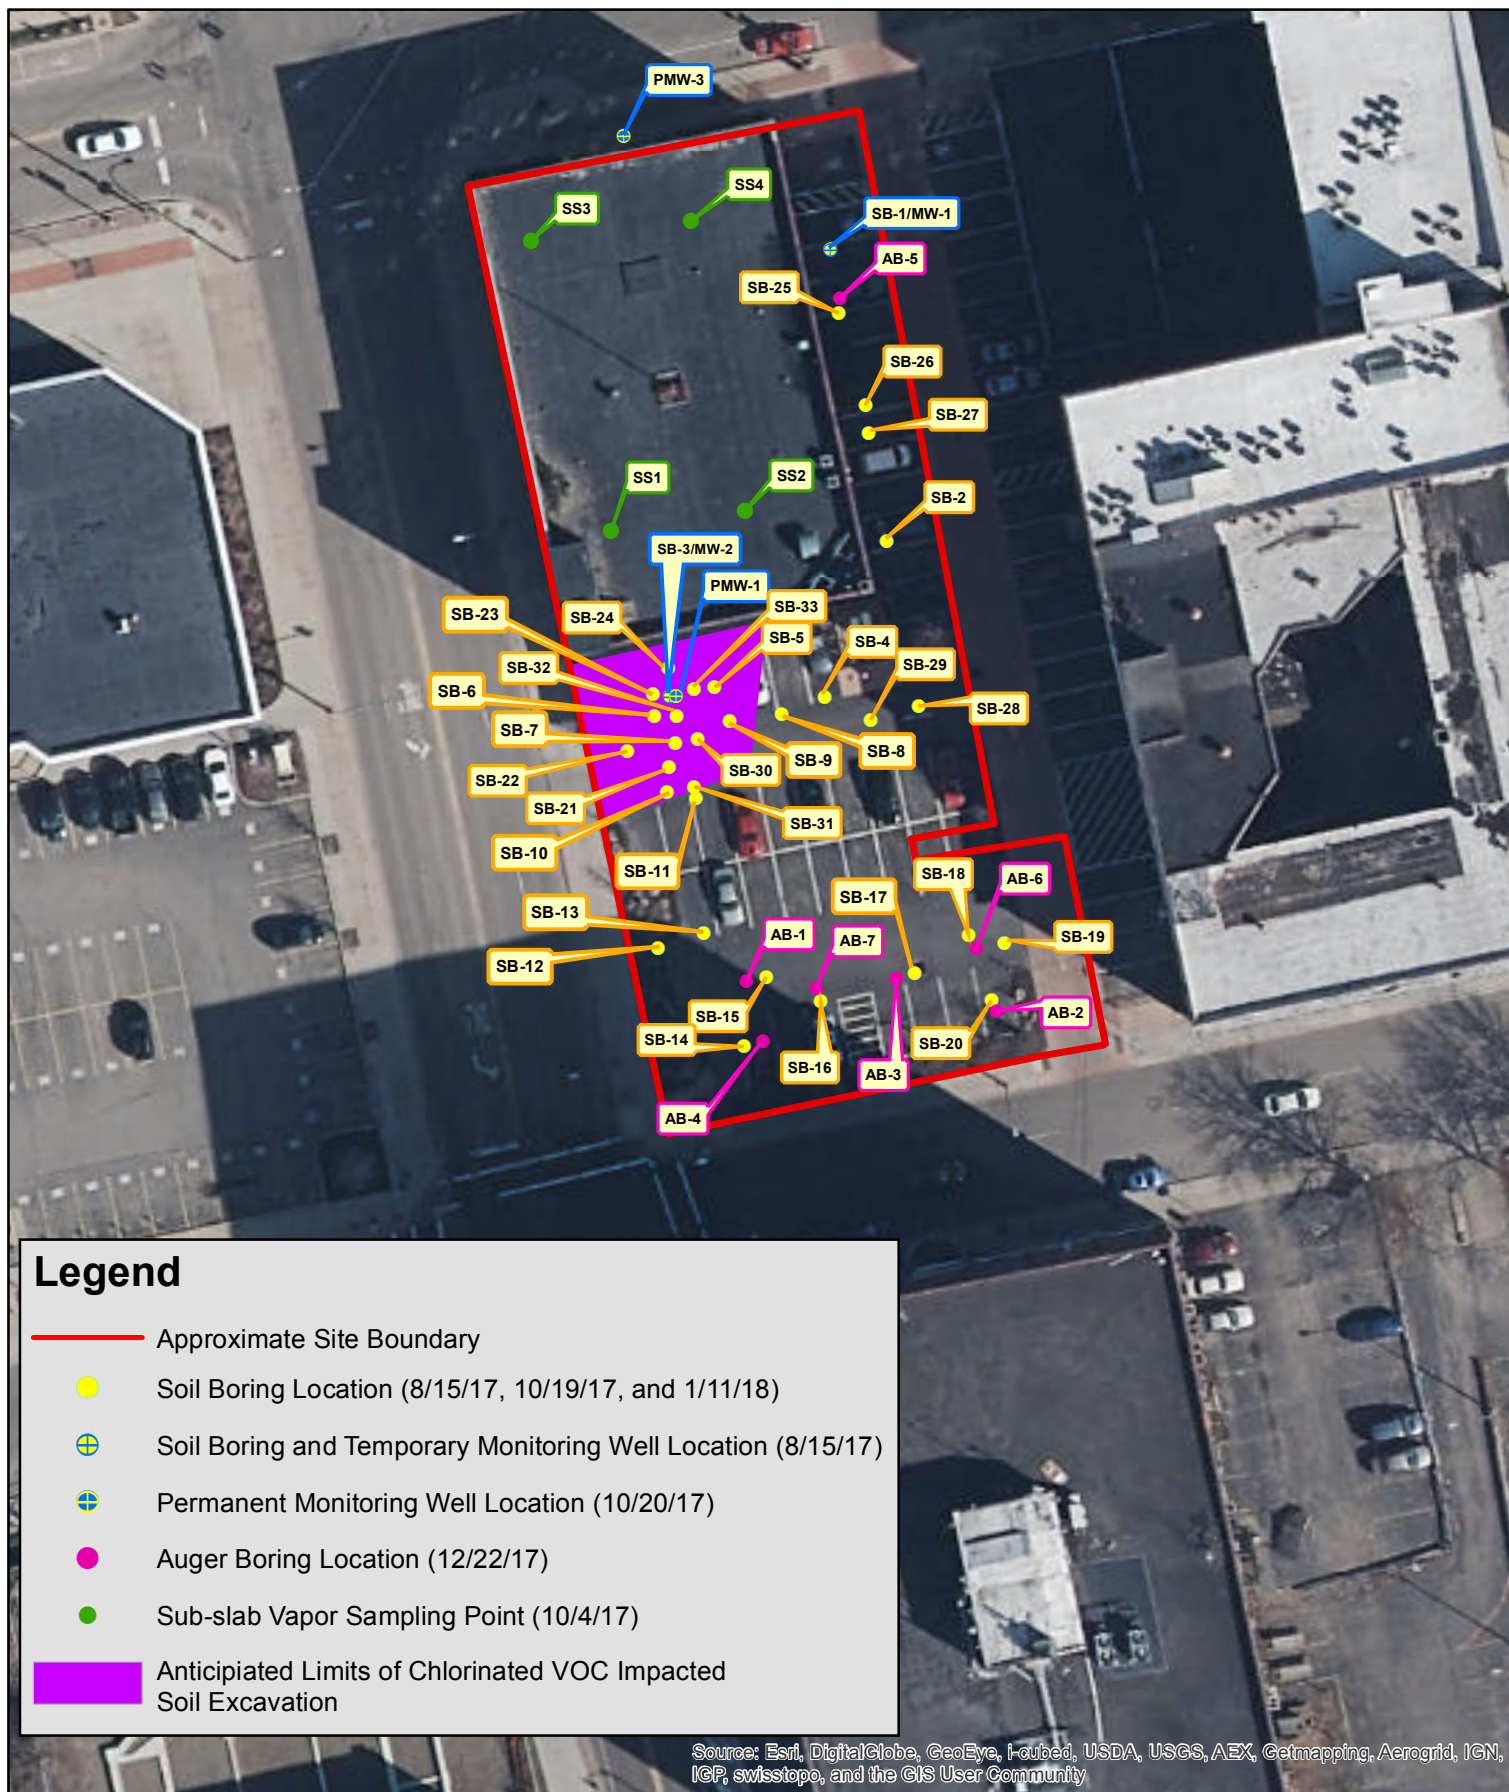 PMW-3
SS4
SS3
SB-1/MW-1
AB-5
SB-25
SB-26
SB-27
SS1
SS2
SB-2
SB-3/MW-2
PMW-1
SB-33
SB-23
SB-24
SB-5
SB-4
SB-32
SB-29
SB-6
SB-28
SB-7
SB-8
SB-9
SB-30
SB-22
SB-21
SB-31
SB-10
SB-11
SB-18
AB-6
SB-17
SB-13
AB-1
AB-7
SB-19
SB-12
SB-15
AB-2
SB-14
SB-20
SB-16
AB-3
AB-4
Legend
Approximate Site Boundary
Soil Boring Location (8/15/17, 10/19/17, and 1/11/18)
Soil Boring and Temporary Monitoring Well Location (8/15/17)
Permanent Monitoring Well Location (10/20/17)
Auger Boring Location (12/22/17)
Sub-slab Vapor Sampling Point (10/4/17)
Anticipiated Limits of Chlorinated VOC Impacted
Soil Excavation
Source: Esri, DigitalGlobe, GeoEye, i-cubed, USDA, USGS, AEX, Getmapping, Aerogrid, IGN,
IGP, swisstopo, and the GIS User Community